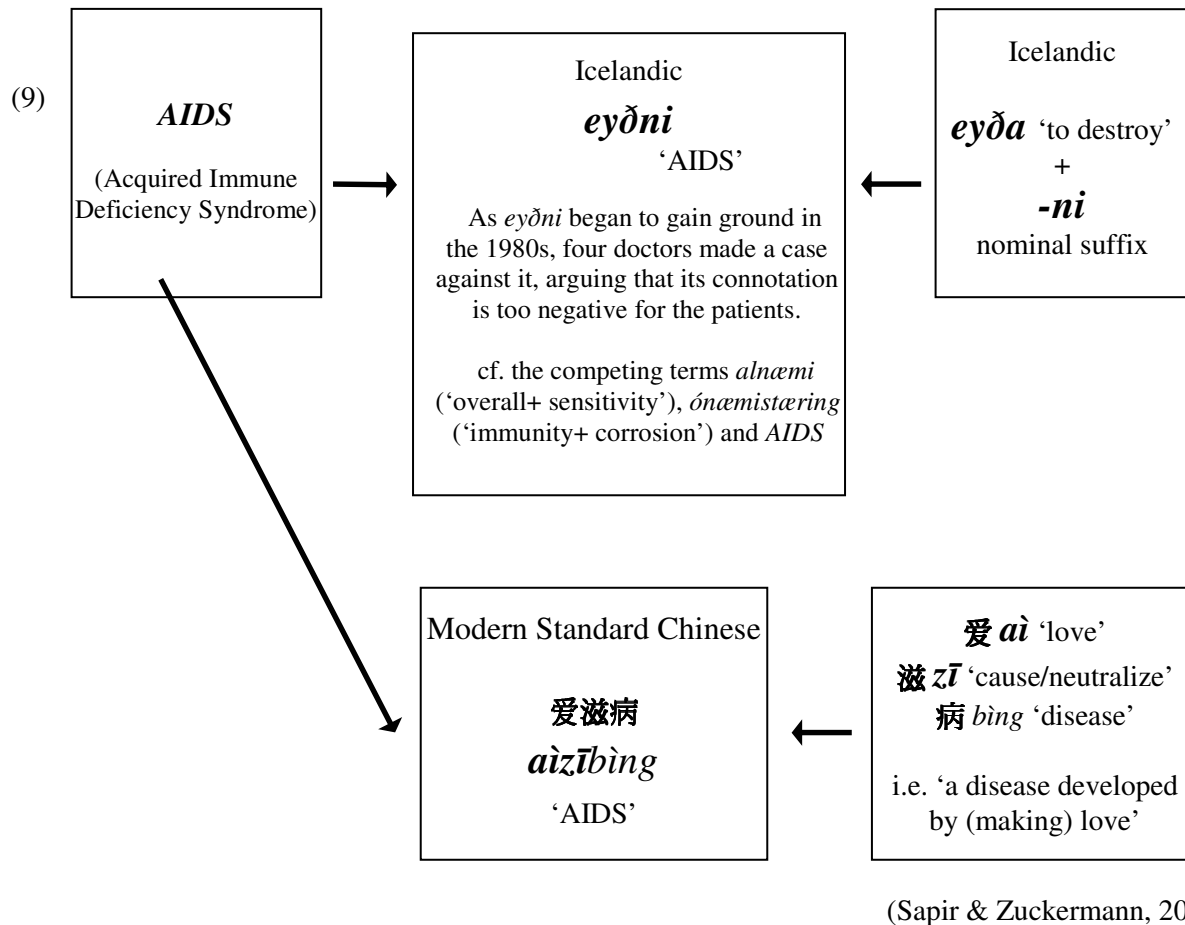 (9)
AIDS
(Acquired Immune
Deficiency Syndrome)
Icelandic
eyðni
‘AIDS’
As eyðni began to gain ground in
the 1980s, four doctors made a case
against it, arguing that its connotation
is too negative for the patients.
cf. the competing terms alnæmi
(‘overall+ sensitivity’), ónæmistæring
(‘immunity+ corrosion’) and AIDS
Icelandic
eyða ‘to destroy’
+
-ni
nominal suffix
Modern Standard Chinese
爱滋病
aìzībìng
‘AIDS’
爱 aì ‘love’
滋 zī ‘cause/neutralize’
病 bìng ‘disease’
i.e. ‘a disease developed
by (making) love’
(Sapir & Zuckermann, 20